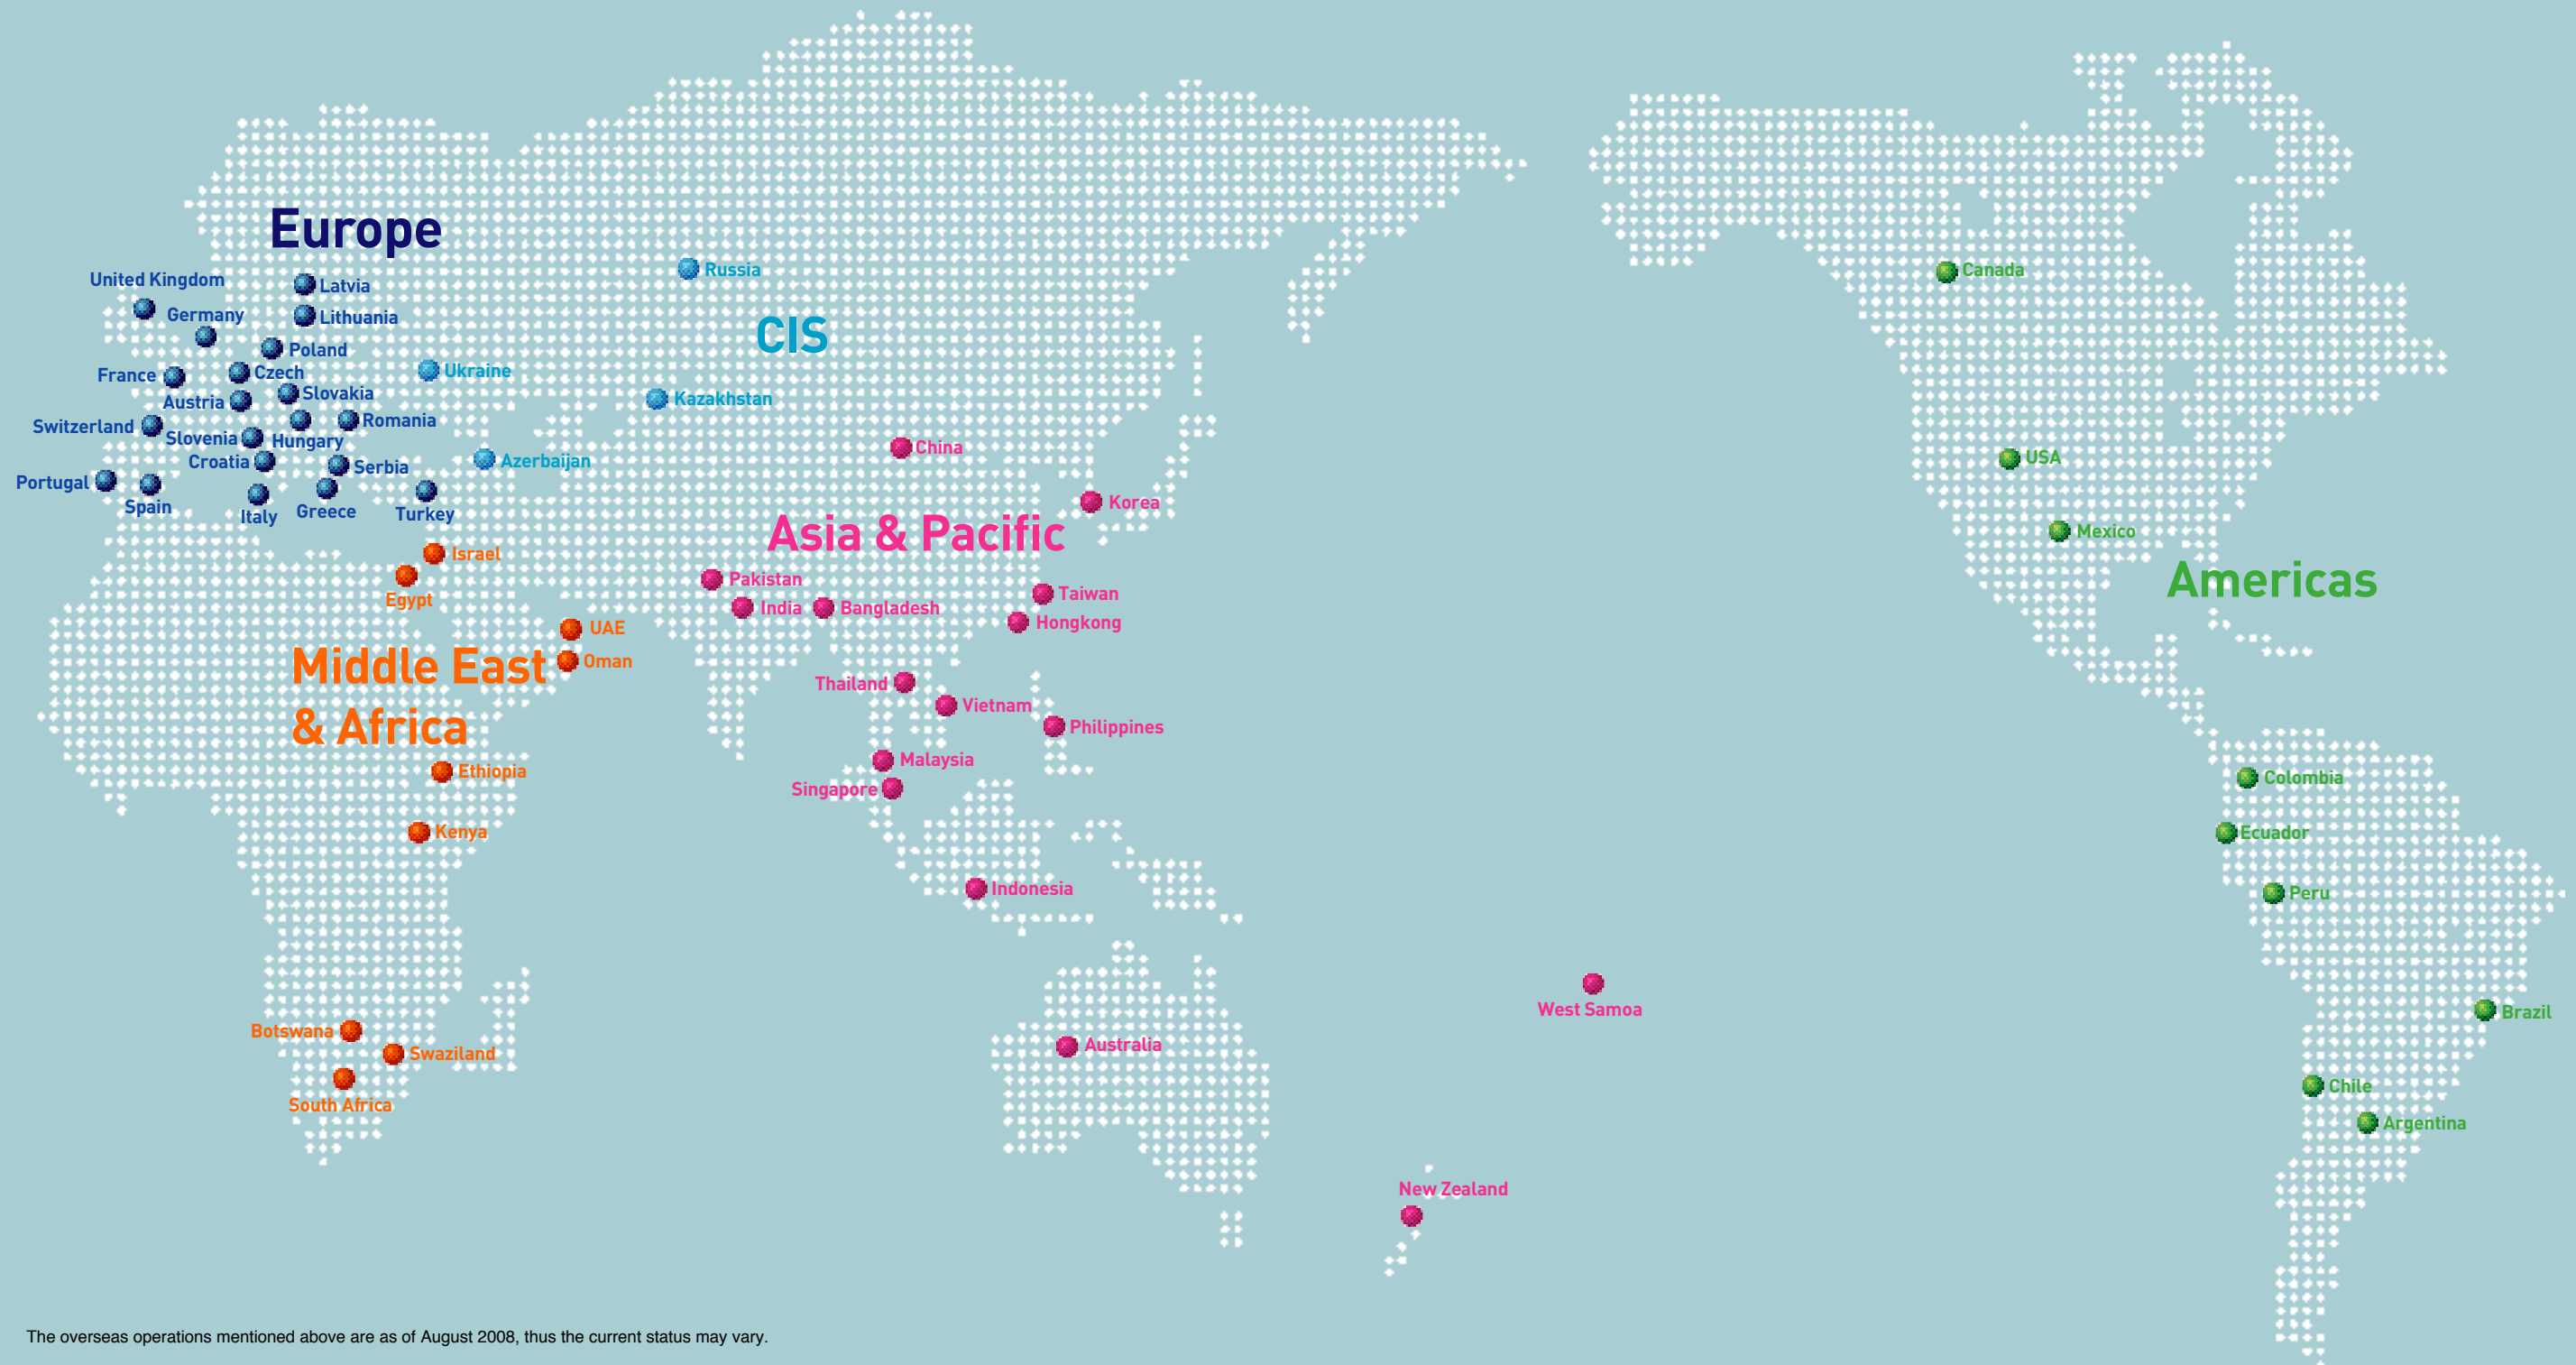 Europe
United Kingdom
Latvia
Germany
Lithuania
Poland
France
Czech
Slovakia
Austria
Switzerland
Slovenia
Hungary
Romania
Croatia
Serbia
Portugal
Spain
Italy
Greece
Turkey
Russia
CIS
Ukraine
Kazakhstan
Azerbaijan
China
Korea
Asia & Pacific
Pakistan
India
Bangladesh
Taiwan
Hongkong
Thailand
Vietnam
Philippines
Malaysia
Singapore
Indonesia
West Samoa
Australia
New Zealand
Israel
Egypt
UAE
Oman
Middle East
& Africa
Ethiopia
Kenya
Botswana
Swaziland
South Africa
Canada
USA
Mexico
Americas
Colombia
Ecuador
Peru
Brazil
Chile
Argentina
The overseas operations mentioned above are as of August 2008, thus the current status may vary.